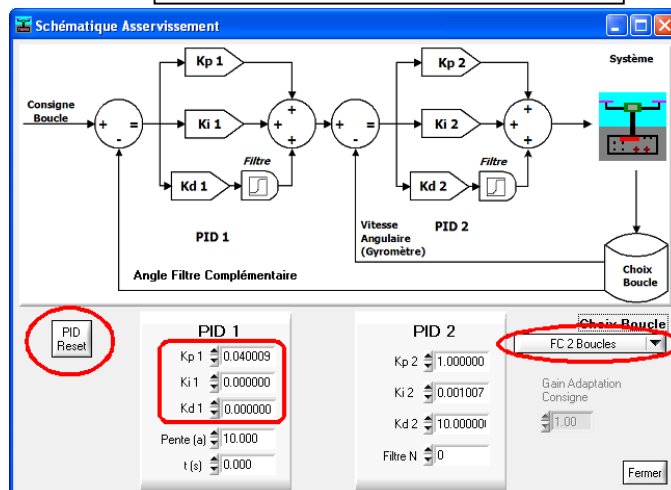 Schématique Asservissement
Kp 1
Kp 2
Système
Consigne
Boucle
+
-
=
Ki 1
+
+
+
+
-
=
Ki 2
+
+
+
Filtre
Filtre
Kd 1
Kd 2
PID 1
Vitesse
Angulaire
(Gyromètre)
PID 2
Angle Filtre Complémentaire
Choix
Boucle
PID
Reset
PID 1
Kp 1 0.040009
Ki 1 0.000000
Kd 1 0.000000
Pente (a) 10.000
t (s) 0.000
PID 2
Kp 2 1.000000
Ki 2 0.001007
Kd 2 10.00000
Filtre N 0
Choix Boucle
FC 2 Boucles
Gain Adaptation
Consigne
1.00
Fermer